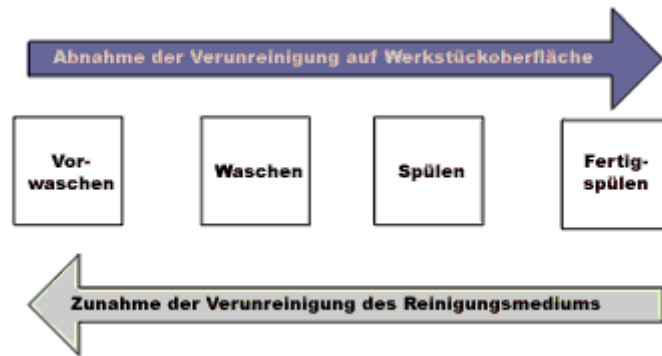 Abnahme der Verunreinigung auf Werkstückoberfläche
Vor-
waschen
Waschen
Spülen
Fertig-
spülen
Zunahme der Verunreinigung des Reinigungsmediums